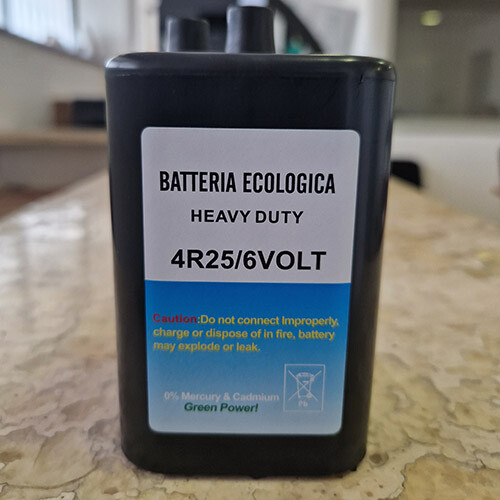 BATTERIA ECOLOGICA
HEAVY DUTY
4R25/6VOLT
Caution:Do not connect Improperly,
charge or dispose of in fire, battery
may explode or leak.
0% Mercury & Cadmium
Green Power!
Pb